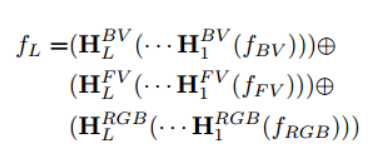 f_L =(H_L^{BV}(··· H_1^{BV}(f_{BV})))⊕
(H_L^{FV}(··· H_1^{FV}(f_{FV})))⊕
(H_L^{RGB}(··· H_1^{RGB}(f_{RGB})))